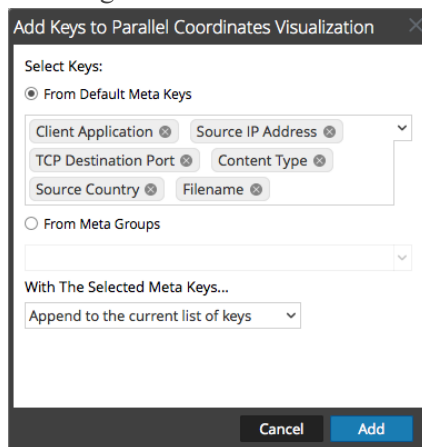 Add Keys to Parallel Coordinates Visualization
Select Keys:
From Default Meta Keys
Client Application Source IP Address
TCP Destination Port Content Type
Source Country Filename
From Meta Groups
With The Selected Meta Keys...
Append to the current list of keys
Cancel Add